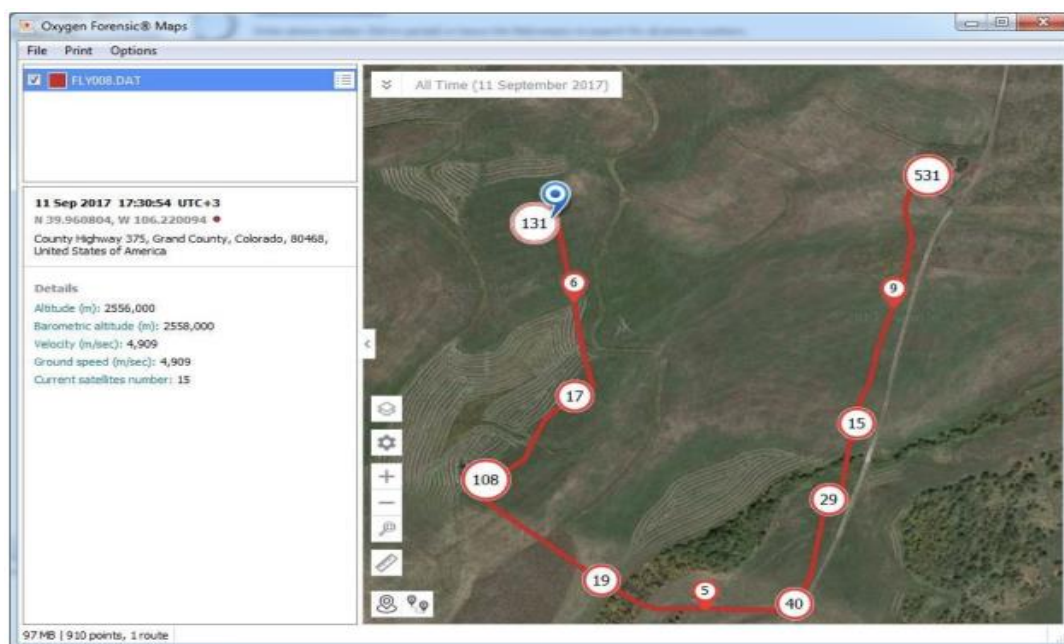 Oxygen Forensic® Maps
File Print Options
FLY008.DAT
11 Sep 2017 17:30:54 UTC+3
N 39.960804, W 106.220094
County Highway 375, Grand County, Colorado, 80468,
United States of America
Details
Altitude (m): 2556,000
Barometric altitude (m): 2558,000
Velocity (m/sec): 4,909
Ground speed (m/sec): 4,909
Current satellites number: 15
All Time (11 September 2017)
531
131
6
9
17
15
108
29
19
5
40
97 MB | 910 points, 1 route